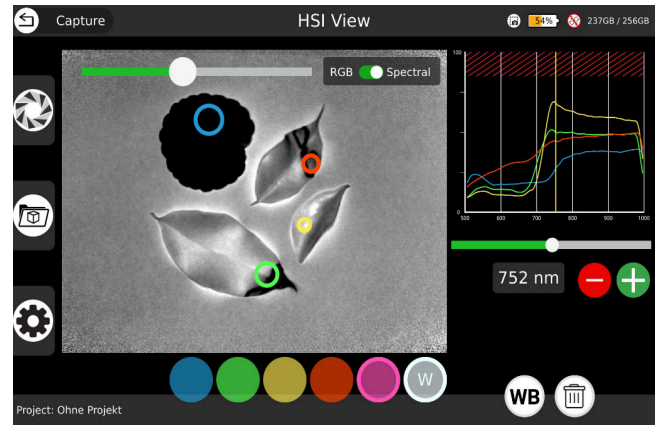 Capture
HSI View
54%
237GB / 256GB
RGB
Spectral
100
0
500
600
700
800
900
1000
752 nm
W
WB
Project: Ohne Projekt